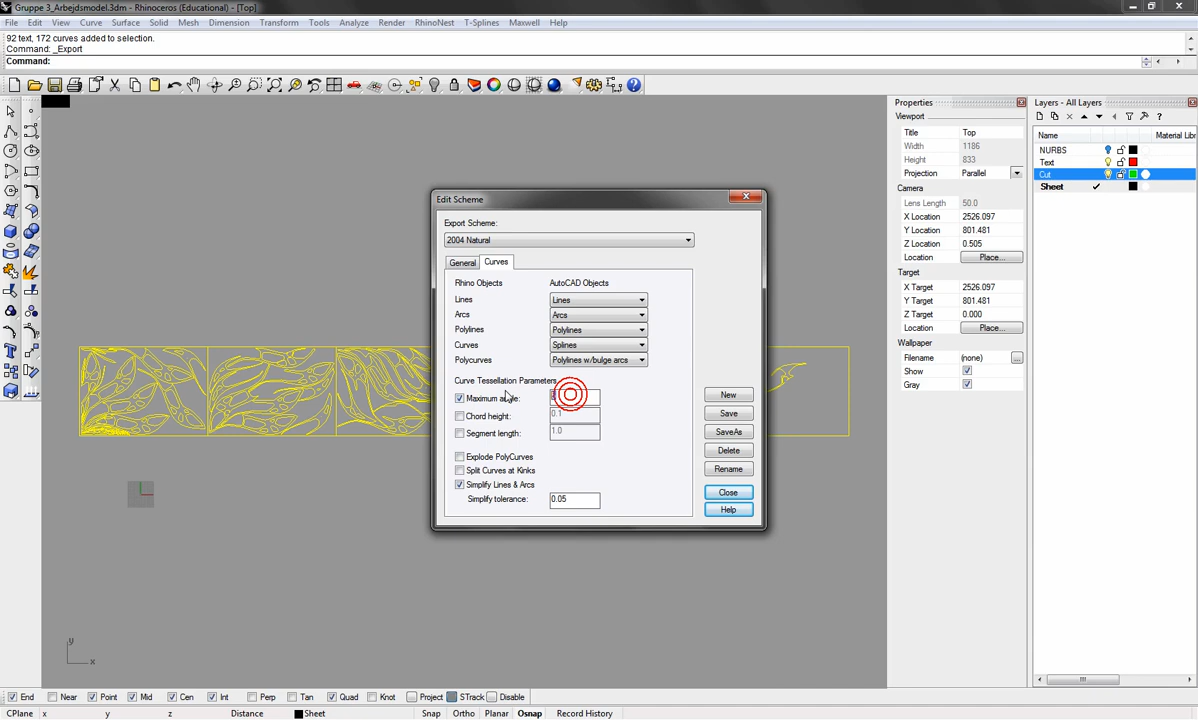 Gruppe 3_Arbejdsmodel.3dm - Rhinoceros (Educational) - [Top]
File Edit View Curve Surface Solid Mesh Dimension Transform Tools Analyze Render RhinoNest T-Splines Maxwell Help
92 text, 172 curves added to selection.
Command: _Export
Command:
Properties
Viewport
Title Top
Width 1186
Height 833
Projection Parallel
Camera
Lens Length 50.0
X Location 2526.097
Y Location 801.481
Z Location 0.505
Location Place...
Target
X Target 2526.097
Y Target 801.481
Z Target 0.000
Location Place...
Wallpaper
Filename (none) ...
Show
Gray
Layers - All Layers
Name Material Libr
NURBS
Text
Cut
Sheet
Edit Scheme
Export Scheme:
2004 Natural
General Curves
Rhino Objects AutoCAD Objects
Lines Lines
Arcs Arcs
Polylines Polylines
Curves Splines
Polycurves Polylines w/bulge arcs
Curve Tessellation Parameters
Maximum angle:
Chord height: 0.1
Segment length: 1.0
Explode PolyCurves
Split Curves at Kinks
Simplify Lines & Arcs
Simplify tolerance: 0.05
New
Save
SaveAs
Delete
Rename
Close
Help
y
x
End Near Point Mid Cen Int Perp Tan Quad Knot Project STrack Disable
CPlane x y z Distance Sheet Snap Ortho Planar Osnap Record History